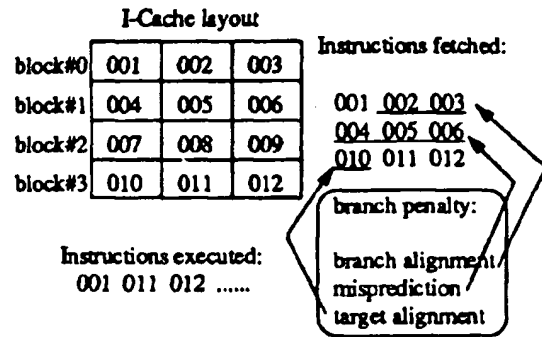 I-Cache layout
block#0 001 002 003
block#1 004 005 006
block#2 007 008 009
block#3 010 011 012
Instructions executed:
001 011 012 ......
Instructions fetched:
001 002 003
004 005 006
010 011 012
branch penalty:
branch alignment
misprediction
target alignment